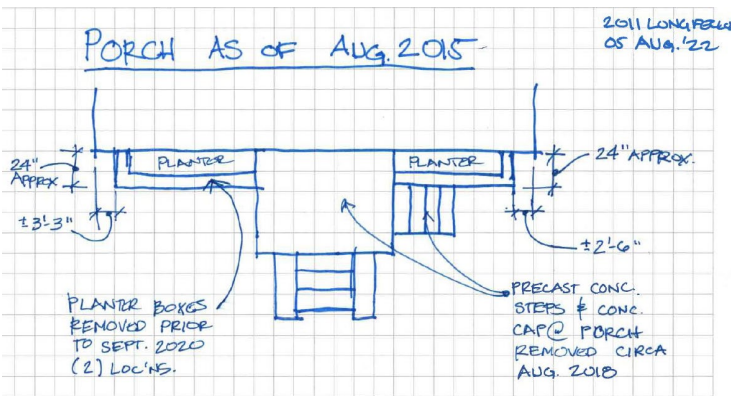 PORCH AS OF AUG. 2015
2011 LONGFELLO
05 AUG. '22
PLANTER
PLANTER
24"
APPROX
24" APPROX.
±3'-3"
±2'-6"
PLANTER BOXES
REMOVED PRIOR
TO SEPT. 2020
(2) LOC'NS.
PRECAST CONC.
STEPS & CONC.
CAP @ PORCH
REMOVED CIRCA
AUG. 2018